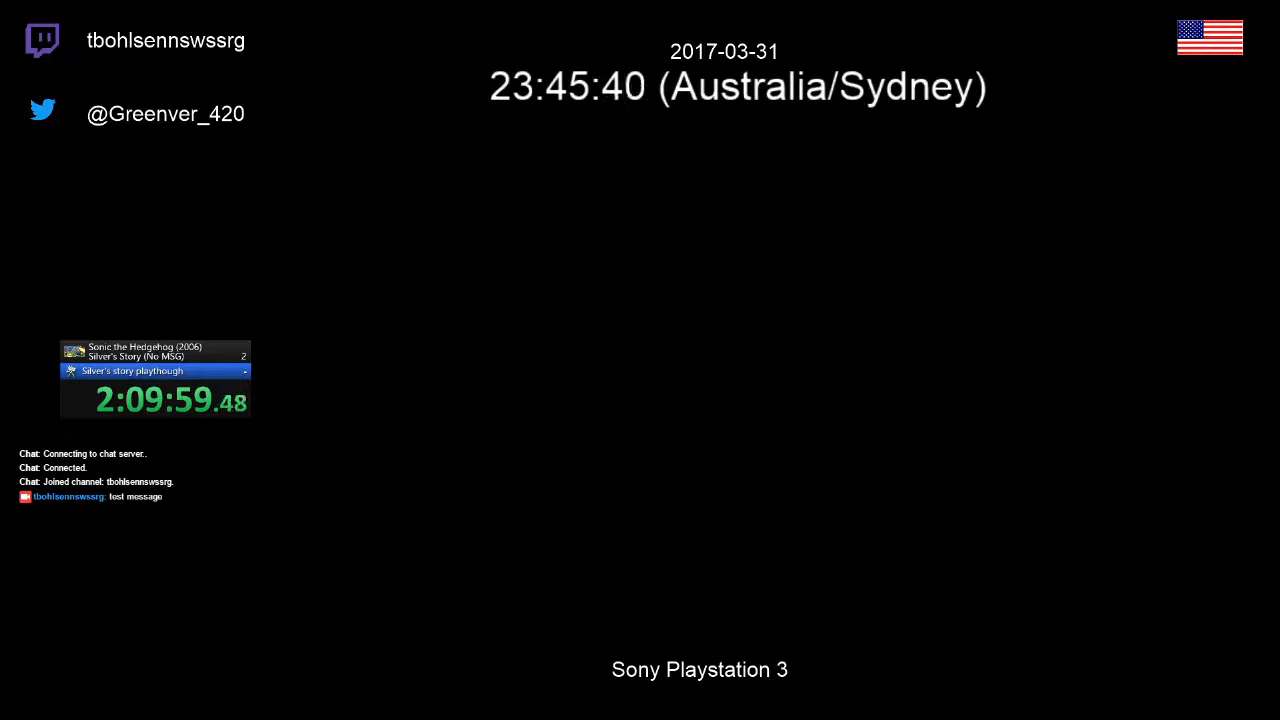 tbohlsennswssrg
@Greenver_420
2017-03-31
23:45:40 (Australia/Sydney)
Sonic the Hedgehog (2006)
Silver's Story (No MSG) 2
Silver's story playthough -
2:09:59.48
Chat: Connecting to chat server..
Chat: Connected.
Chat: Joined channel: tbohlsennswssrg.
tbohlsennswssrg: test message
Sony Playstation 3